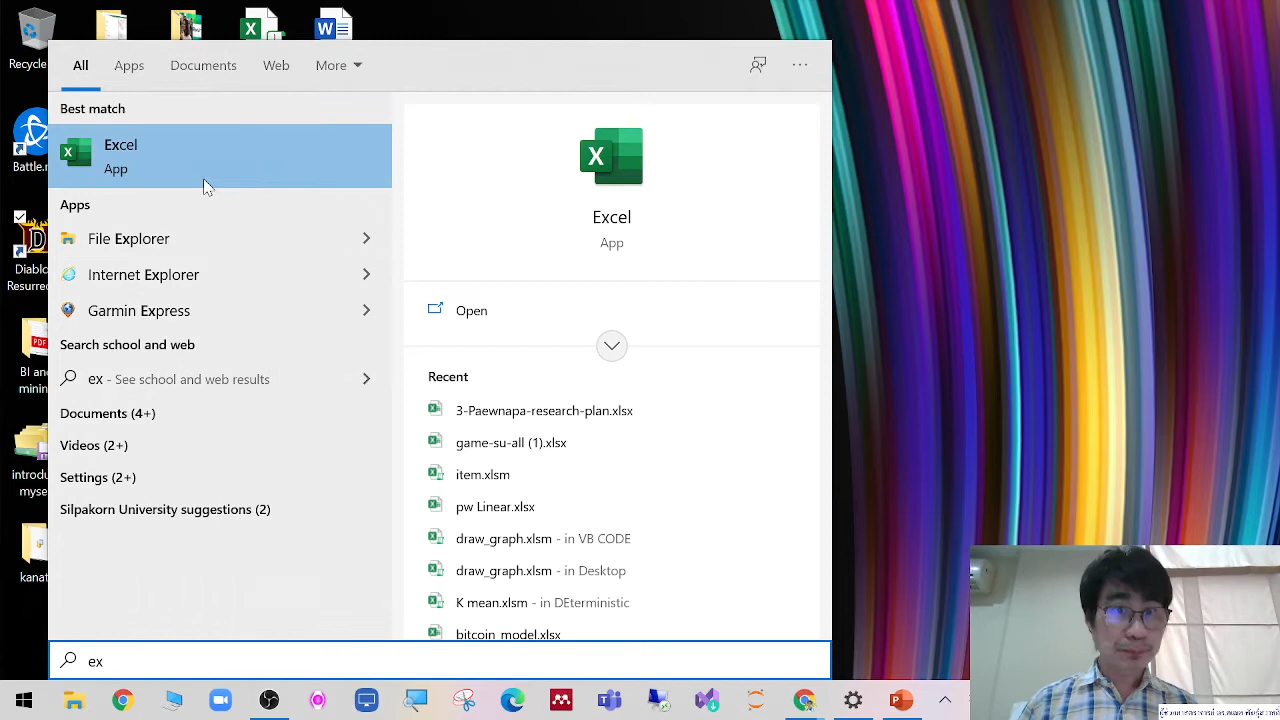 Recycle
Battle.n
Diablo
Resurrec
PDF
BI and
minin
introdu
myse
kanat
All
Apps
Documents
Web
More
Best match
Excel
App
Apps
File Explorer
Internet Explorer
Garmin Express
Search school and web
ex - See school and web results
Documents (4+)
Videos (2+)
Settings (2+)
Silpakorn University suggestions (2)
Excel
App
Open
Recent
3-Paewnapa-research-plan.xlsx
game-su-all (1).xlsx
item.xlsm
pw Linear.xlsx
draw_graph.xlsm - in VB CODE
draw_graph.xlsm - in Desktop
K mean.xlsm - in DEterministic
bitcoin_model.xlsx
ex